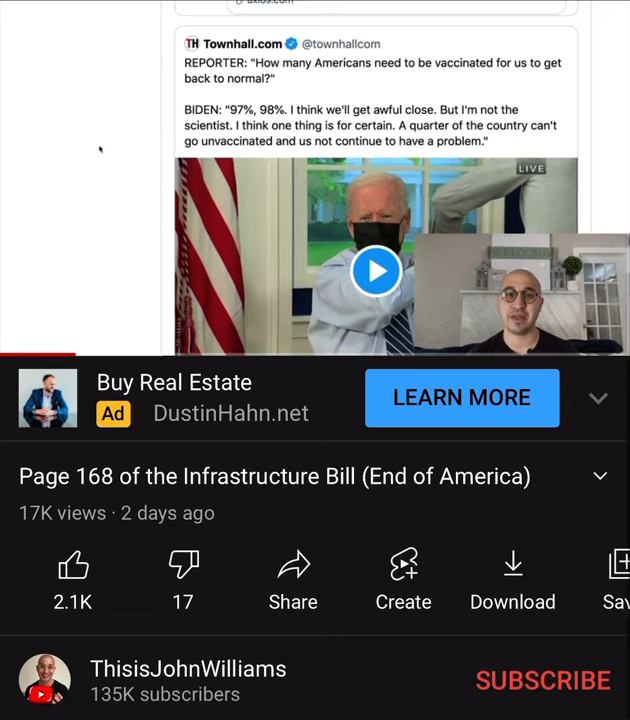 TH Townhall.com @townhallcom
REPORTER: "How many Americans need to be vaccinated for us to get
back to normal?"
BIDEN: "97%, 98%. I think we'll get awful close. But I'm not the
scientist. I think one thing is for certain. A quarter of the country can't
go unvaccinated and us not continue to have a problem."
LIVE
Buy Real Estate
Ad DustinHahn.net
LEARN MORE
Page 168 of the Infrastructure Bill (End of America)
17K views · 2 days ago
2.1K 17 Share Create Download Sav
ThisisJohnWilliams
135K subscribers
SUBSCRIBE